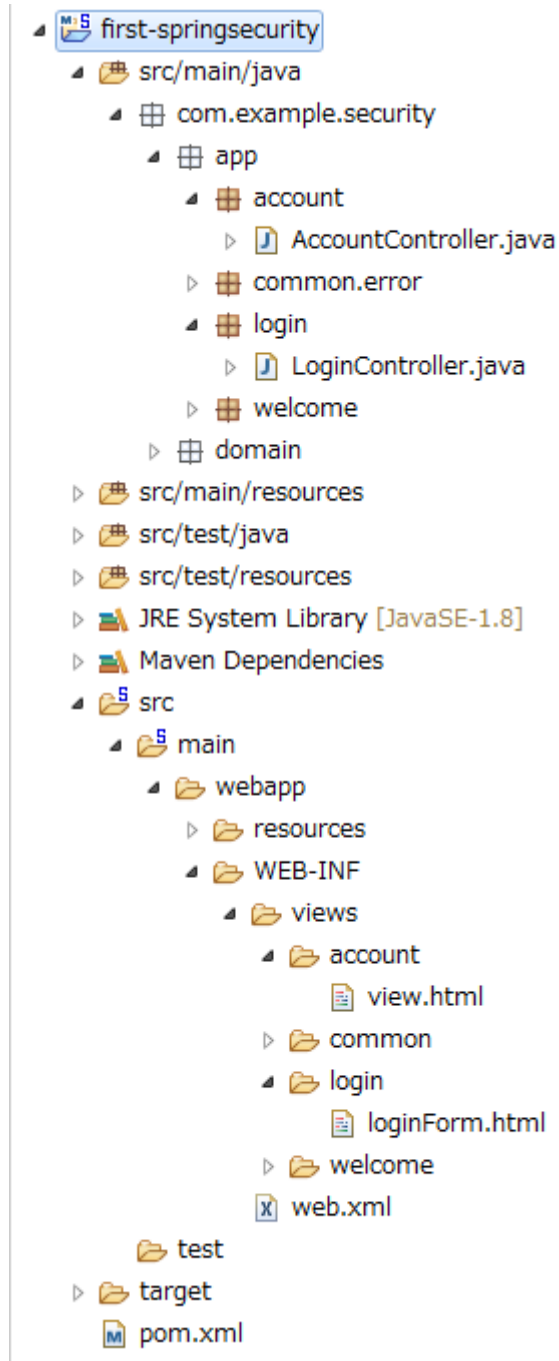 first-springsecurity
src/main/java
com.example.security
app
account
AccountController.java
common.error
login
LoginController.java
welcome
domain
src/main/resources
src/test/java
src/test/resources
JRE System Library [JavaSE-1.8]
Maven Dependencies
src
main
webapp
resources
WEB-INF
views
account
view.html
common
login
loginForm.html
welcome
web.xml
test
target
pom.xml